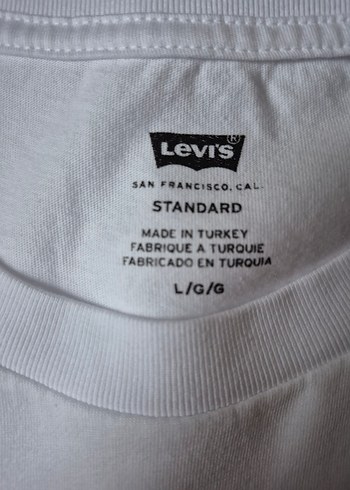 Levi's®
SAN FRANCISCO, CAL.
STANDARD
MADE IN TURKEY
FABRIQUE A TURQUIE
FABRICADO EN TURQUIA
L/G/G